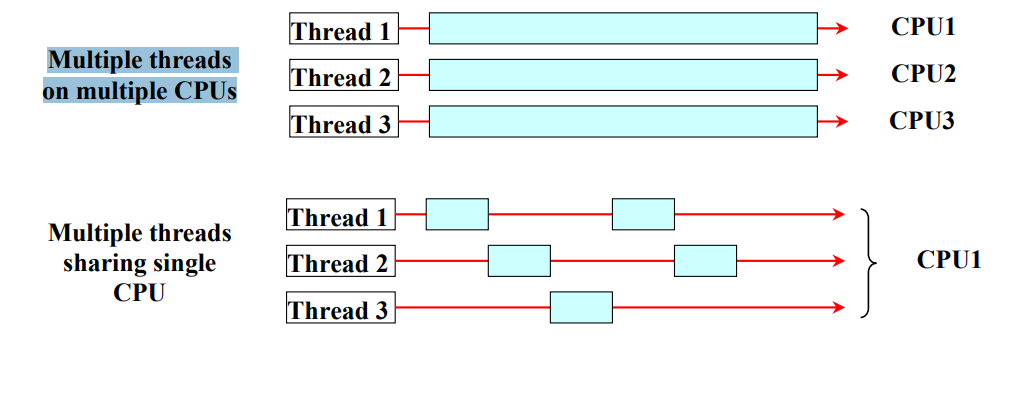 Thread 1
CPU1
Multiple threads
on multiple CPUs
Thread 2
CPU2
Thread 3
CPU3
Multiple threads
sharing single
CPU
Thread 1
Thread 2
CPU1
Thread 3